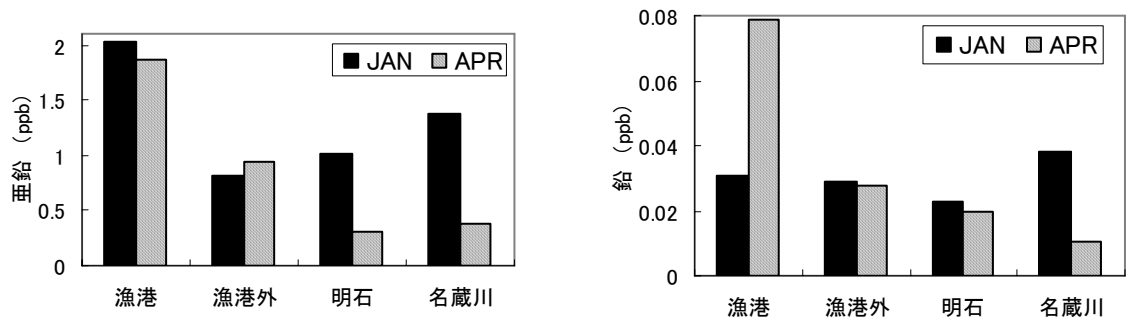 亜鉛 (ppb)
2
1.5
1
0.5
0
JAN APR
漁港 漁港外 明石 名蔵川
鉛 (ppb)
0.08
0.06
0.04
0.02
0
JAN APR
漁港 漁港外 明石 名蔵川